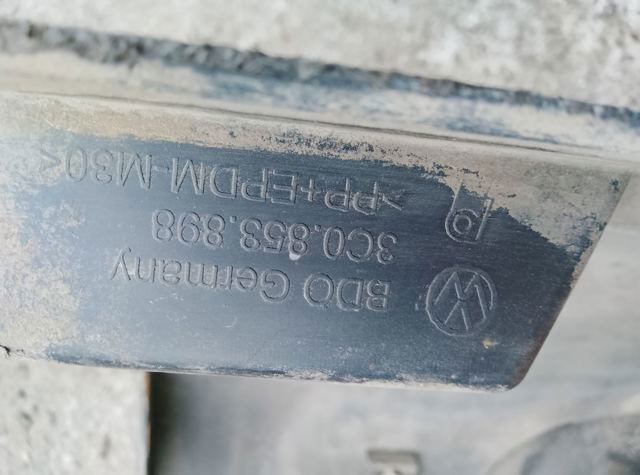 BDO Germany
3C0.853.898
>PP+EPDM-M30<